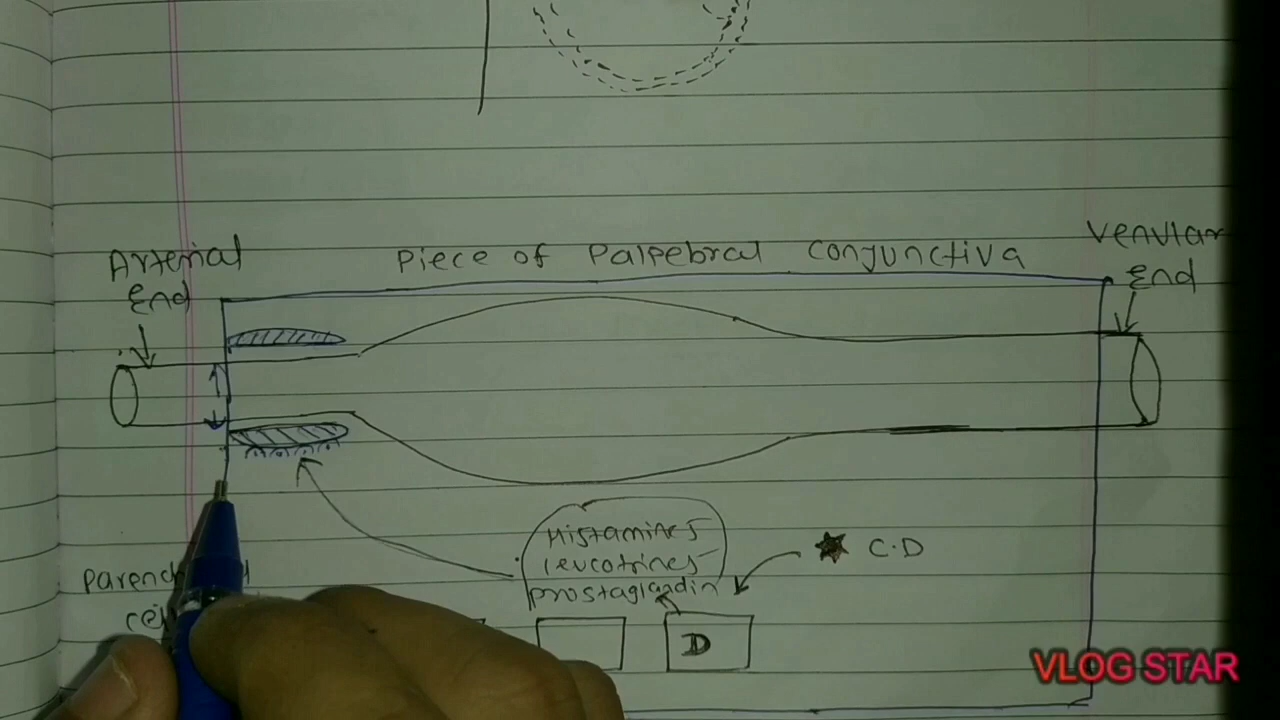 Piece of Palpebral Conjunctiva
Arterial
End
Venular
End
Histamines
leucotrines
prostaglandin
C.D
D
VLOG STAR